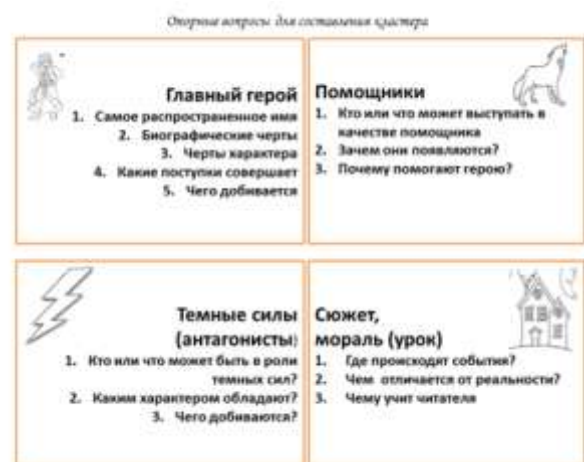 Опорные вопросы для составления кластера
Главный герой
1. Самое распространенное имя
2. Биографические черты
3. Черты характера
4. Какие поступки совершает
5. Чего добивается
Помощники
1. Кто или что может выступать в
качестве помощника
2. Зачем они появляются?
3. Почему помогают герою?
Темные силы
(антагонисты)
1. Кто или что может быть в роли
темных сил?
2. Каким характером обладают?
3. Чего добиваются?
Сюжет,
мораль (урок)
1. Где происходят события?
2. Чем отличается от реальности?
3. Чему учит читателя